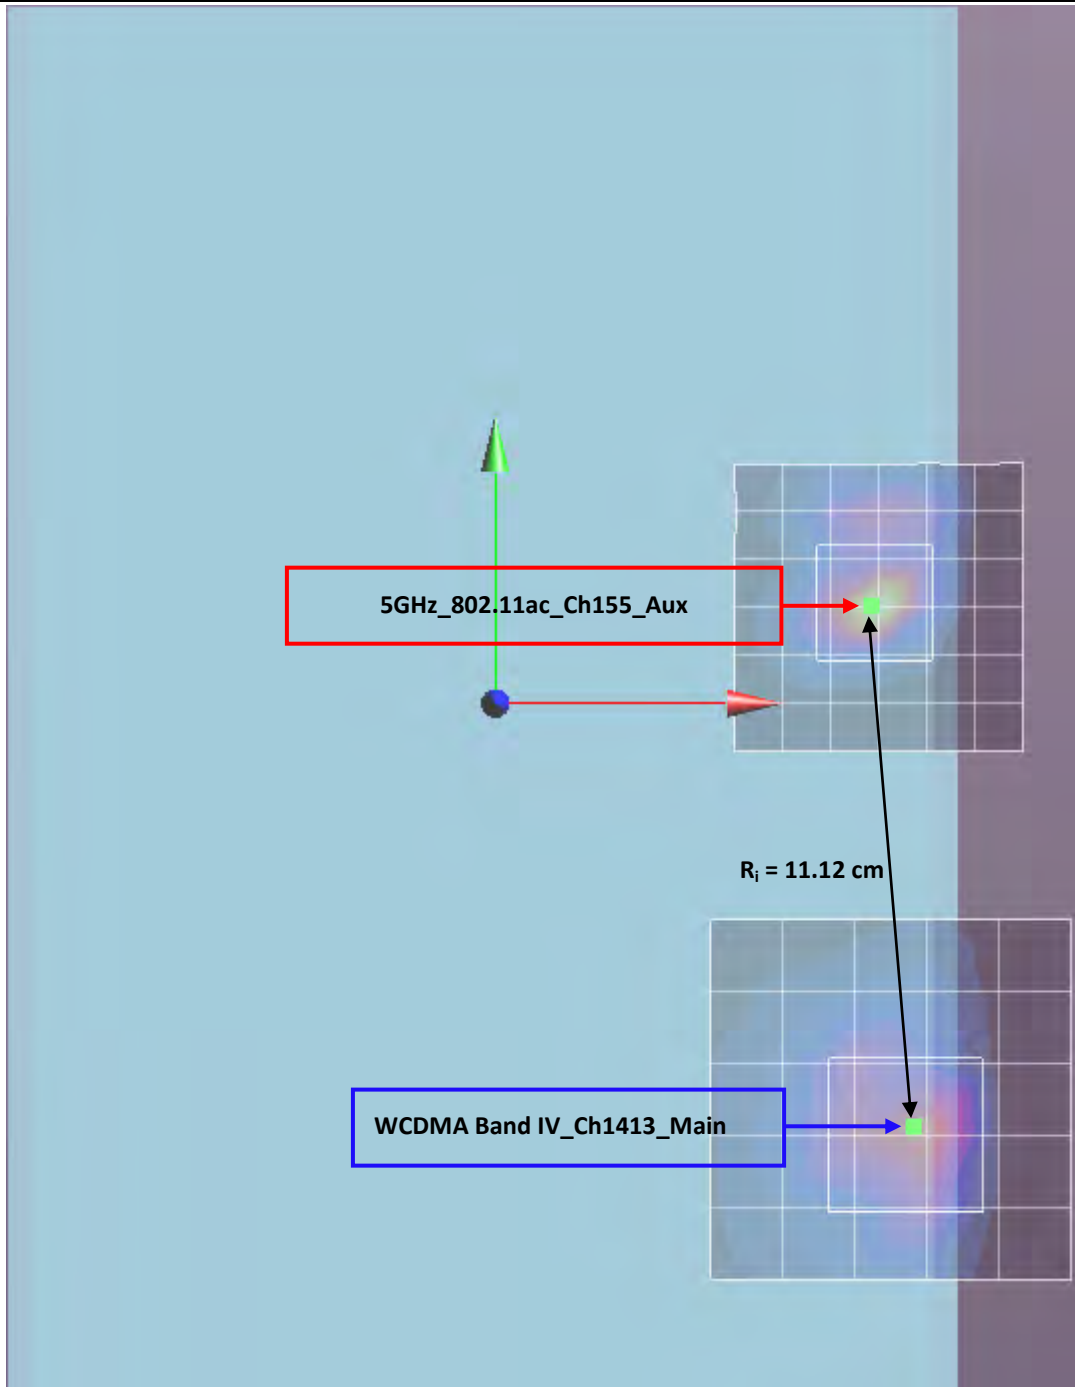 5GHz_802.11ac_Ch155_Aux
Ri = 11.12 cm
WCDMA Band IV_Ch1413_Main